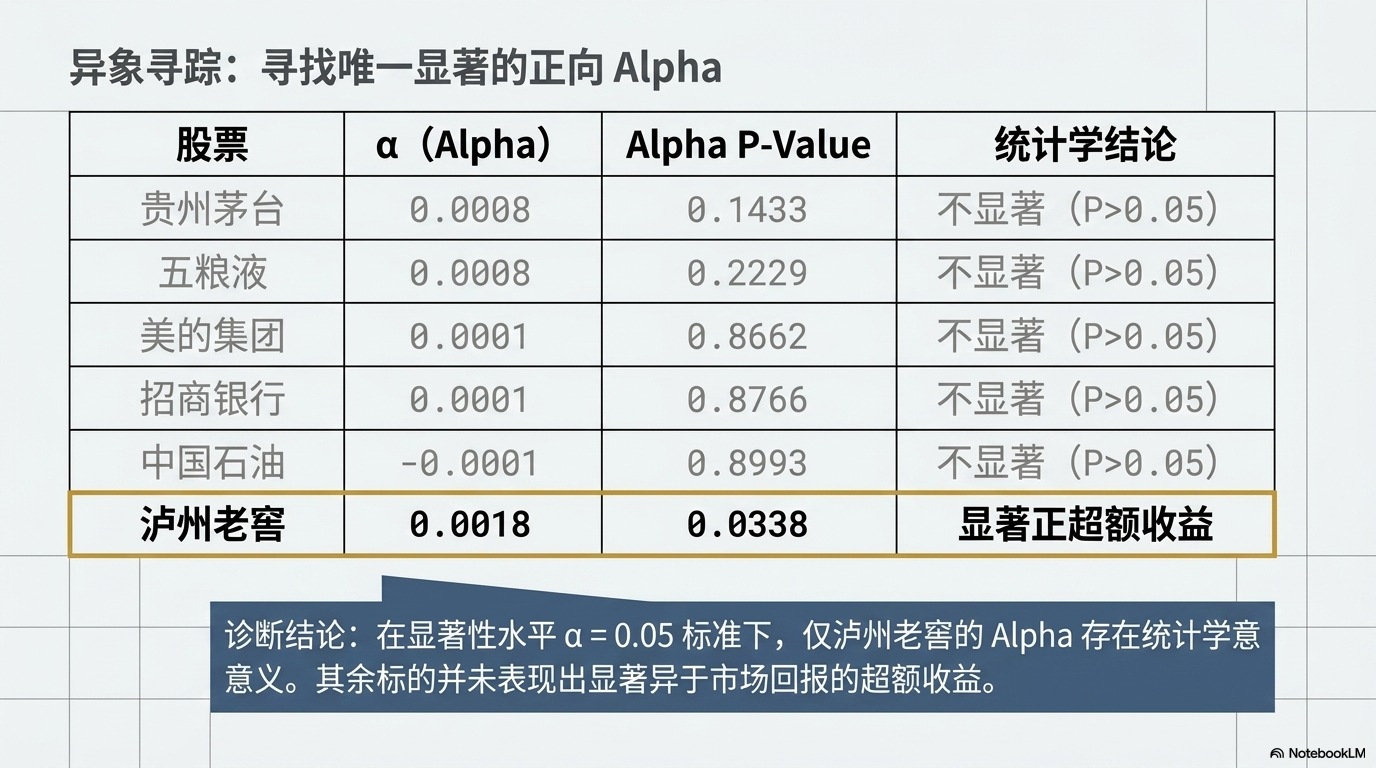 异象寻踪：寻找唯一显著的正向 Alpha
股票 α（Alpha） Alpha P-Value 统计学结论
贵州茅台 0.0008 0.1433 不显著（P>0.05）
五粮液 0.0008 0.2229 不显著（P>0.05）
美的集团 0.0001 0.8662 不显著（P>0.05）
招商银行 0.0001 0.8766 不显著（P>0.05）
中国石油 -0.0001 0.8993 不显著（P>0.05）
泸州老窖 0.0018 0.0338 显著正超额收益
诊断结论：在显著性水平 α = 0.05 标准下，仅泸州老窖的 Alpha 存在统计学意
意义。其余标的并未表现出显著异于市场回报的超额收益。
NotebookLM